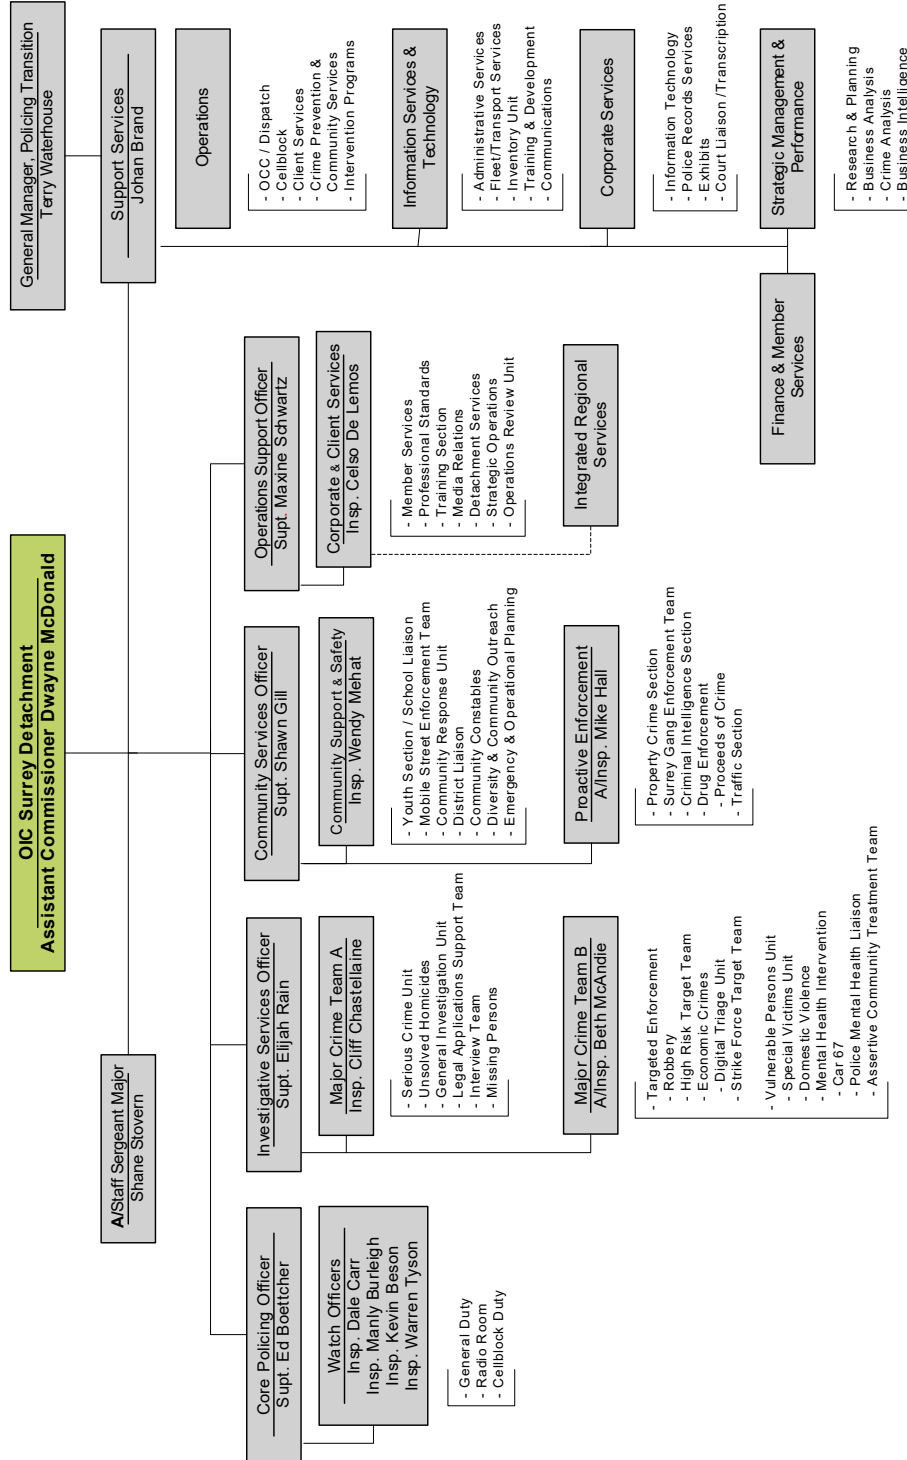 OIC Surrey Detachment
Assistant Commissioner Dwayne McDonald
General Manager, Policing Transition
Terry Waterhouse
A/Staff Sergeant Major
Shane Stovern
Support Services
Johan Brand
Core Policing Officer
Supt. Ed Boettcher
Watch Officers
Insp. Dale Carr
Insp. Manly Burleigh
Insp. Kevin Beson
Insp. Warren Tyson
- General Duty
- Radio Room
- Cellblock Duty
Investigative Services Officer
Supt. Elijah Rain
Major Crime Team A
Insp. Cliff Chastellaine
- Serious Crime Unit
- Unsolved Homicides
- General Investigation Unit
- Legal Applications Support Team
- Interview Team
- Missing Persons
Major Crime Team B
A/Insp. Beth McAndie
- Targeted Enforcement
- Robbery
- High Risk Target Team
- Economic Crimes
- Digital Triage Unit
- Strike Force Target Team
- Vulnerable Persons Unit
- Special Victims Unit
- Domestic Violence
- Mental Health Intervention
- Car 67
- Police Mental Health Liaison
- Assertive Community Treatment Team
Community Services Officer
Supt. Shawn Gill
Community Support & Safety
Insp. Wendy Mehat
- Youth Section / School Liaison
- Mobile Street Enforcement Team
- Community Response Unit
- District Liaison
- Community Constables
- Diversity & Community Outreach
- Emergency & Operational Planning
Proactive Enforcement
A/Insp. Mike Hall
- Property Crime Section
- Surrey Gang Enforcement Team
- Criminal Intelligence Section
- Drug Enforcement
- Proceeds of Crime
- Traffic Section
Operations Support Officer
Supt. Maxine Schwartz
Corporate & Client Services
Insp. Celso De Lemos
- Member Services
- Professional Standards
- Training Section
- Media Relations
- Detachment Services
- Strategic Operations
- Operations Review Unit
Integrated Regional
Services
Operations
- OCC / Dispatch
- Cellblock
- Client Services
- Crime Prevention &
Community Services
- Intervention Programs
Information Services &
Technology
- Administrative Services
- Fleet/Transport Services
- Inventory Unit
- Training & Development
- Communications
Corporate Services
- Information Technology
- Police Records Services
- Exhibits
- Court Liaison /Transcription
Finance & Member
Services
Strategic Management &
Performance
- Research & Planning
- Business Analysis
- Crime Analysis
- Business Intelligence